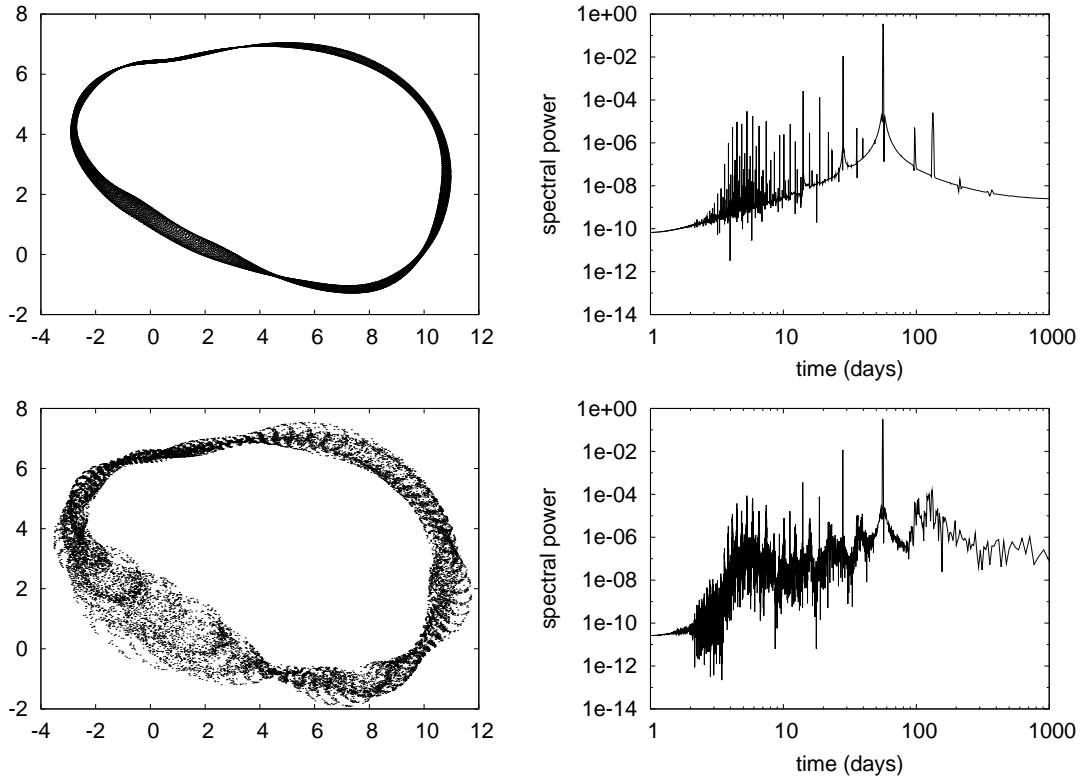 8
6
4
2
0
-2
-4 -2 0 2 4 6 8 10 12
1e+00
1e-02
1e-04
1e-06
1e-08
1e-10
1e-12
1e-14
spectral power
1 10 100 1000
time (days)
8
6
4
2
0
-2
-4 -2 0 2 4 6 8 10 12
1e+00
1e-02
1e-04
1e-06
1e-08
1e-10
1e-12
1e-14
spectral power
1 10 100 1000
time (days)